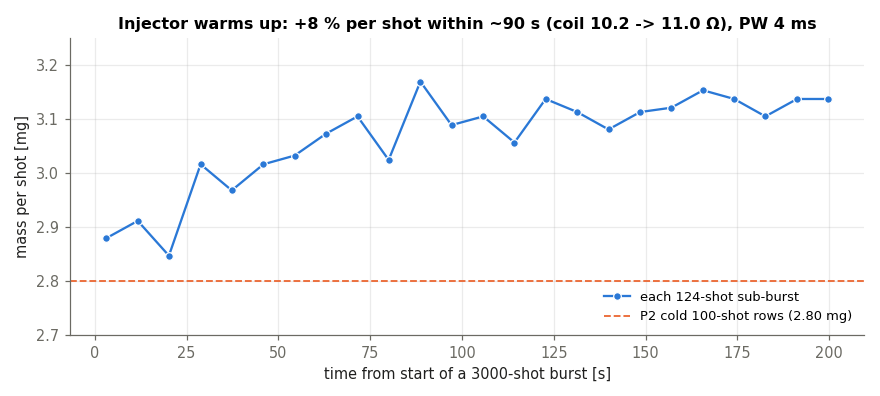 Injector warms up: +8 % per shot within ~90 s (coil 10.2 -> 11.0 Ω), PW 4 ms
mass per shot [mg]
3.2
3.1
3.0
2.9
2.8
2.7
each 124-shot sub-burst
P2 cold 100-shot rows (2.80 mg)
0 25 50 75 100 125 150 175 200
time from start of a 3000-shot burst [s]